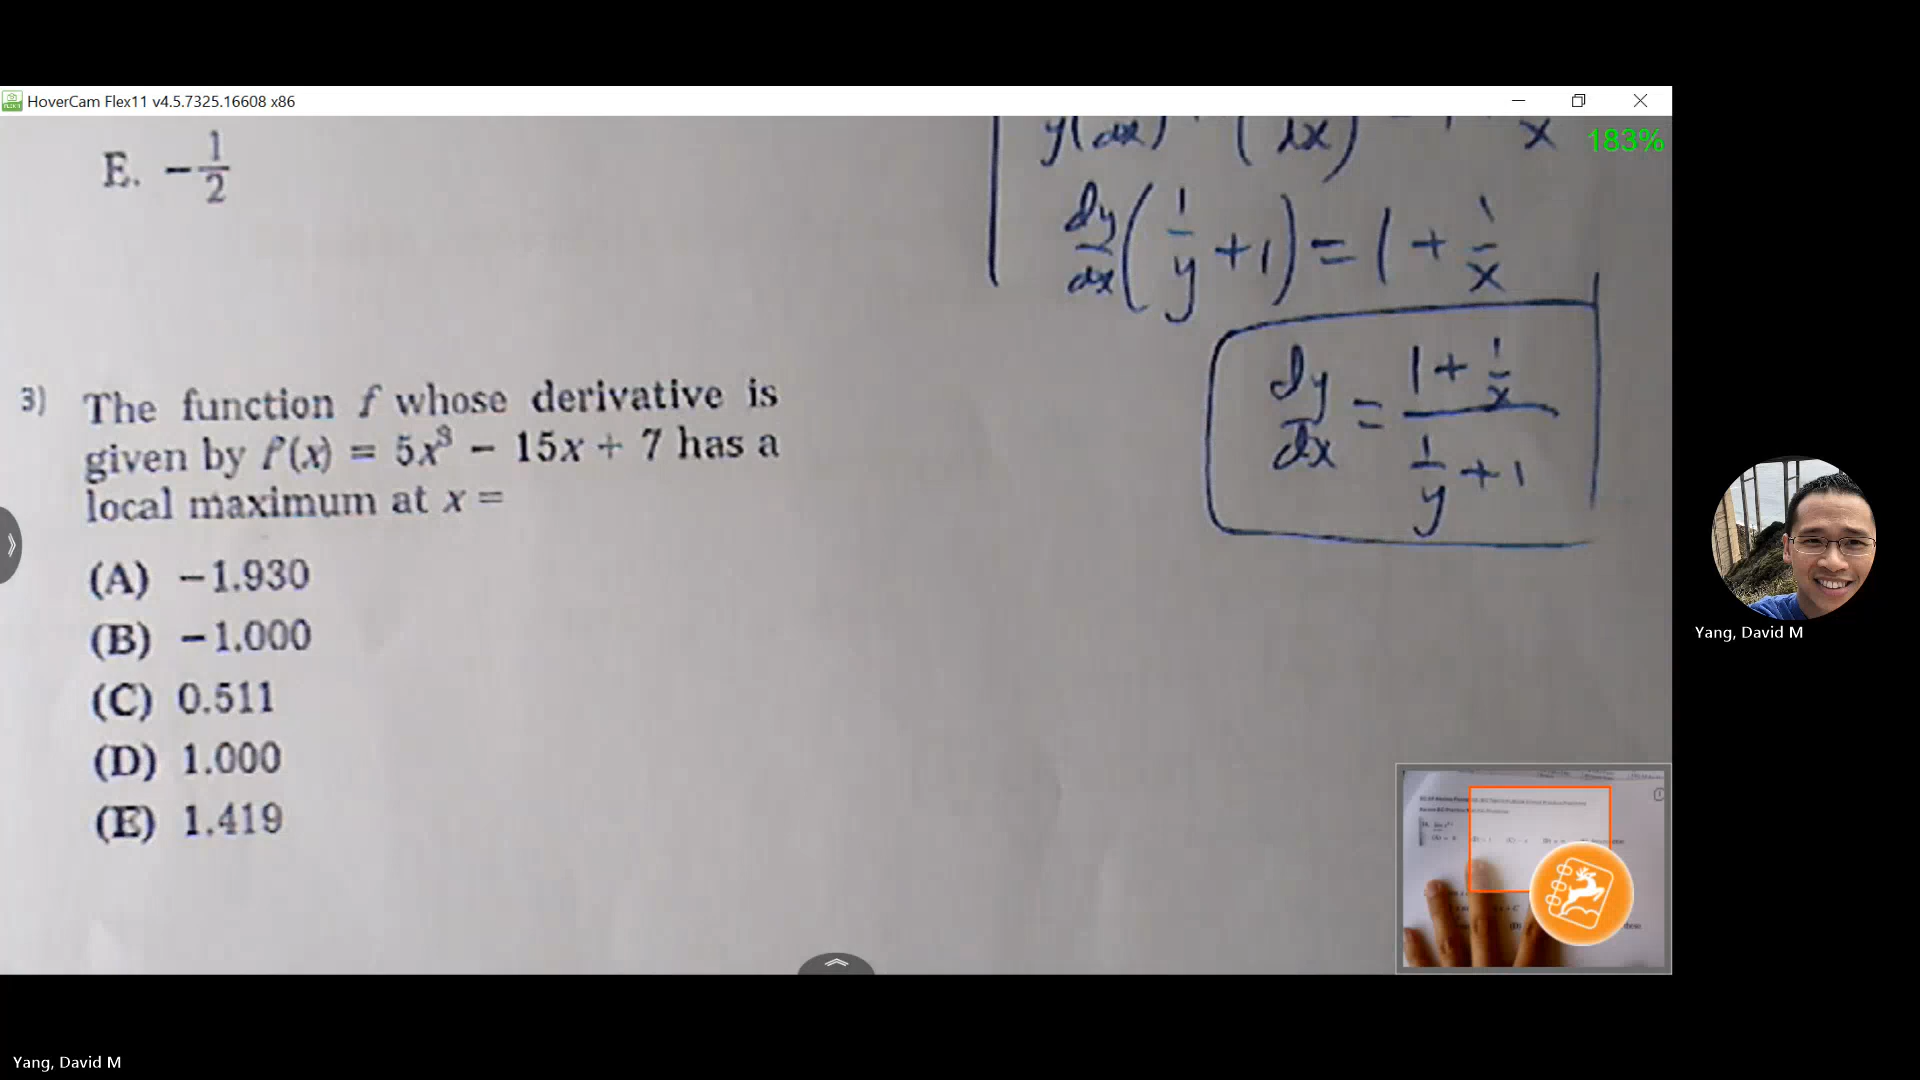 HoverCam Flex11 v4.5.7325.16608 x86
183%
E. -1/2
dy/dx (1/y + 1) = 1 + 1/x
dy/dx = (1 + 1/x)/(1/y + 1)
3) The function f whose derivative is
given by f'(x) = 5x³ - 15x + 7 has a
local maximum at x =
(A) -1.930
(B) -1.000
(C) 0.511
(D) 1.000
(E) 1.419
Yang, David M
Yang, David M